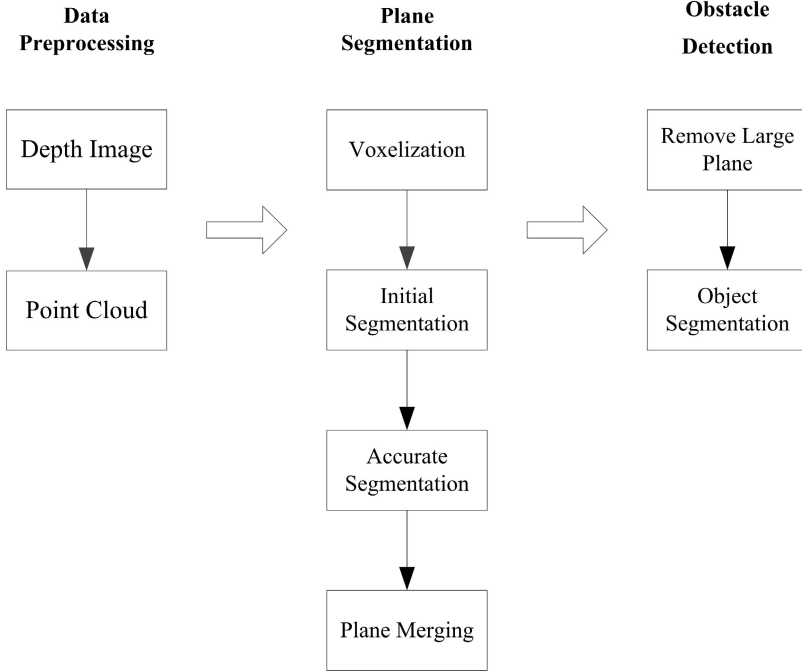 Data
Preprocessing
Depth Image
Point Cloud
Plane
Segmentation
Voxelization
Initial
Segmentation
Accurate
Segmentation
Plane Merging
Obstacle
Detection
Remove Large
Plane
Object
Segmentation